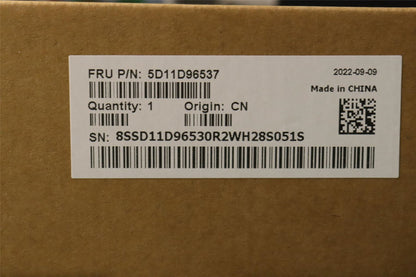 FRU P/N: 5D11D96537
2022-09-09
Made in CHINA
Quantity: 1 Origin: CN
SN: 8SSD11D96530R2WH28S051S